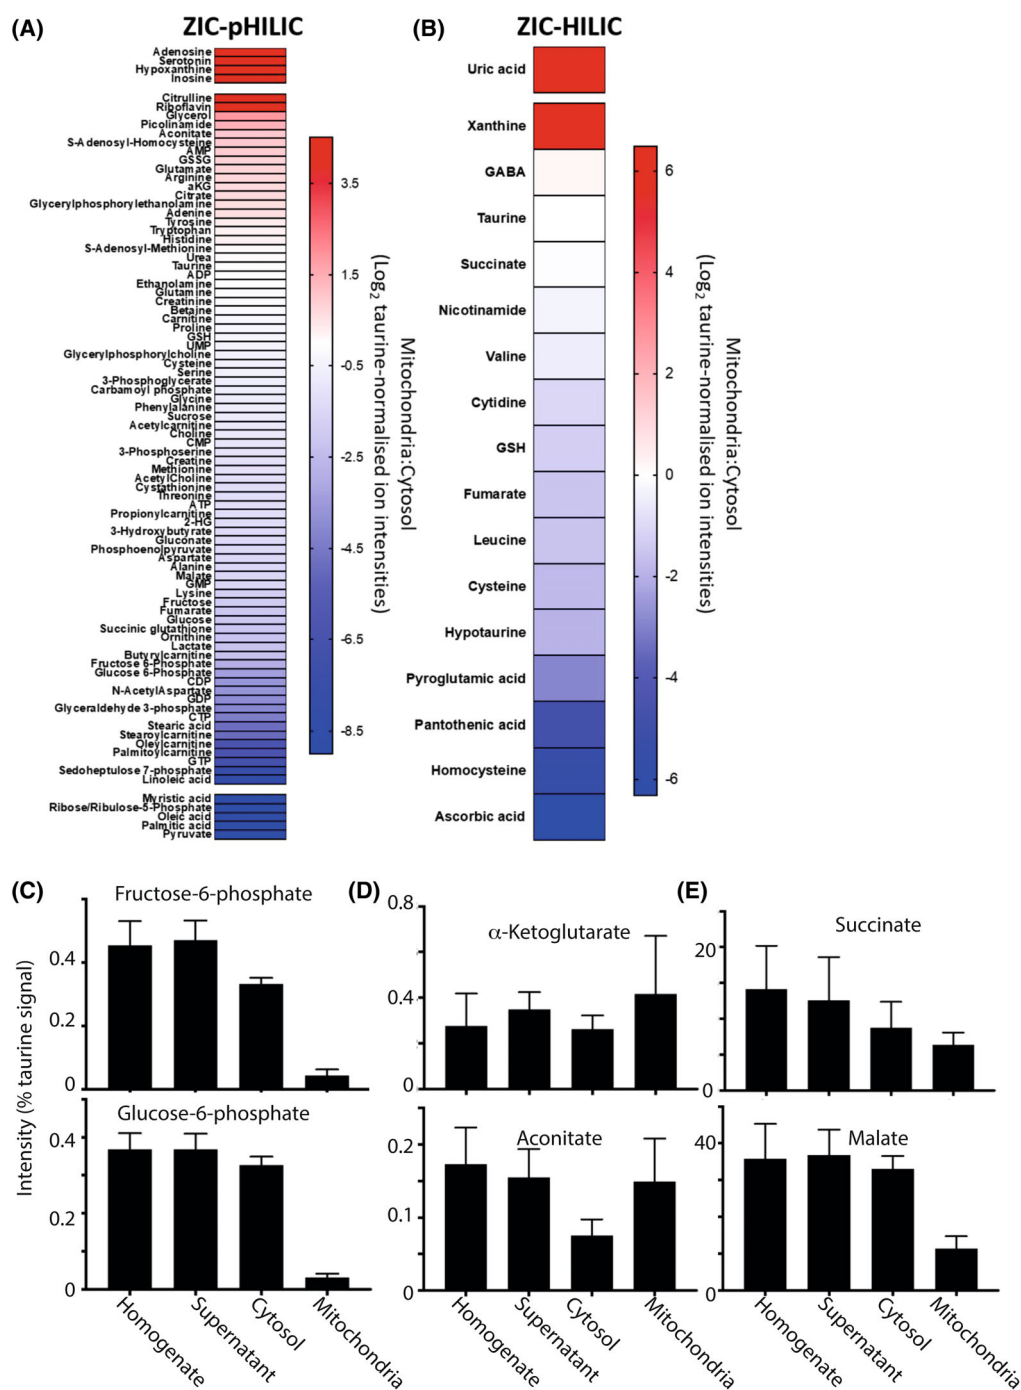 (A)
ZIC-pHILIC
Adenosine
Serotonin
Hypoxanthine
Inosine
Citrulline
Riboflavin
Glycerol
Picolinamide
Aconitate
S-Adenosyl-Homocysteine
AMP
GSSG
Glutamate
Arginine
aKG
Citrate
Glycerylphosphorylethanolamine
Adenine
Tyrosine
Tryptophan
Histidine
S-Adenosyl-Methionine
Urea
Taurine
ADP
Ethanolamine
Glutamine
Creatinine
Betaine
Carnitine
Proline
GSH
UMP
Glycerylphosphorylcholine
Cysteine
Serine
3-Phosphoglycerate
Carbamoyl phosphate
Glycine
Phenylalanine
Sucrose
Acetylcarnitine
Choline
CMP
3-Phosphoserine
Creatine
Methionine
AcetylCholine
Cystathionine
Threonine
ATP
Propionylcarnitine
2-HG
3-Hydroxybutyrate
Gluconate
Phosphoenolpyruvate
Aspartate
Alanine
Malate
GMP
Lysine
Fructose
Fumarate
Glucose
Succinic glutathione
Ornithine
Lactate
Butyrylcarnitine
Fructose 6-Phosphate
Glucose 6-Phosphate
CDP
N-AcetylAspartate
GDP
Glyceraldehyde 3-phosphate
CTP
Stearic acid
Stearoylcarnitine
Oleylcarnitine
Palmitoylcarnitine
GTP
Sedoheptulose 7-phosphate
Linoleic acid
Myristic acid
Ribose/Ribulose-5-Phosphate
Oleic acid
Palmitic acid
Pyruvate
3.5
1.5
-0.5
-2.5
-4.5
-6.5
-8.5
Mitochondria:Cytosol
(Log2 taurine-normalised ion intensities)
(B)
ZIC-HILIC
Uric acid
Xanthine
GABA
Taurine
Succinate
Nicotinamide
Valine
Cytidine
GSH
Fumarate
Leucine
Cysteine
Hypotaurine
Pyroglutamic acid
Pantothenic acid
Homocysteine
Ascorbic acid
6
4
2
0
-2
-4
-6
Mitochondria:Cytosol
(Log2 taurine-normalised ion intensities)
(C)
Intensity (% taurine signal)
Fructose-6-phosphate
0.4
0.2
0
Glucose-6-phosphate
0.4
0.2
0
Homogenate
Supernatant
Cytosol
Mitochondria
(D)
α-Ketoglutarate
0.8
0.4
0
Aconitate
0.2
0.1
0
Homogenate
Supernatant
Cytosol
Mitochondria
(E)
Succinate
20
0
Malate
40
0
Homogenate
Supernatant
Cytosol
Mitochondria